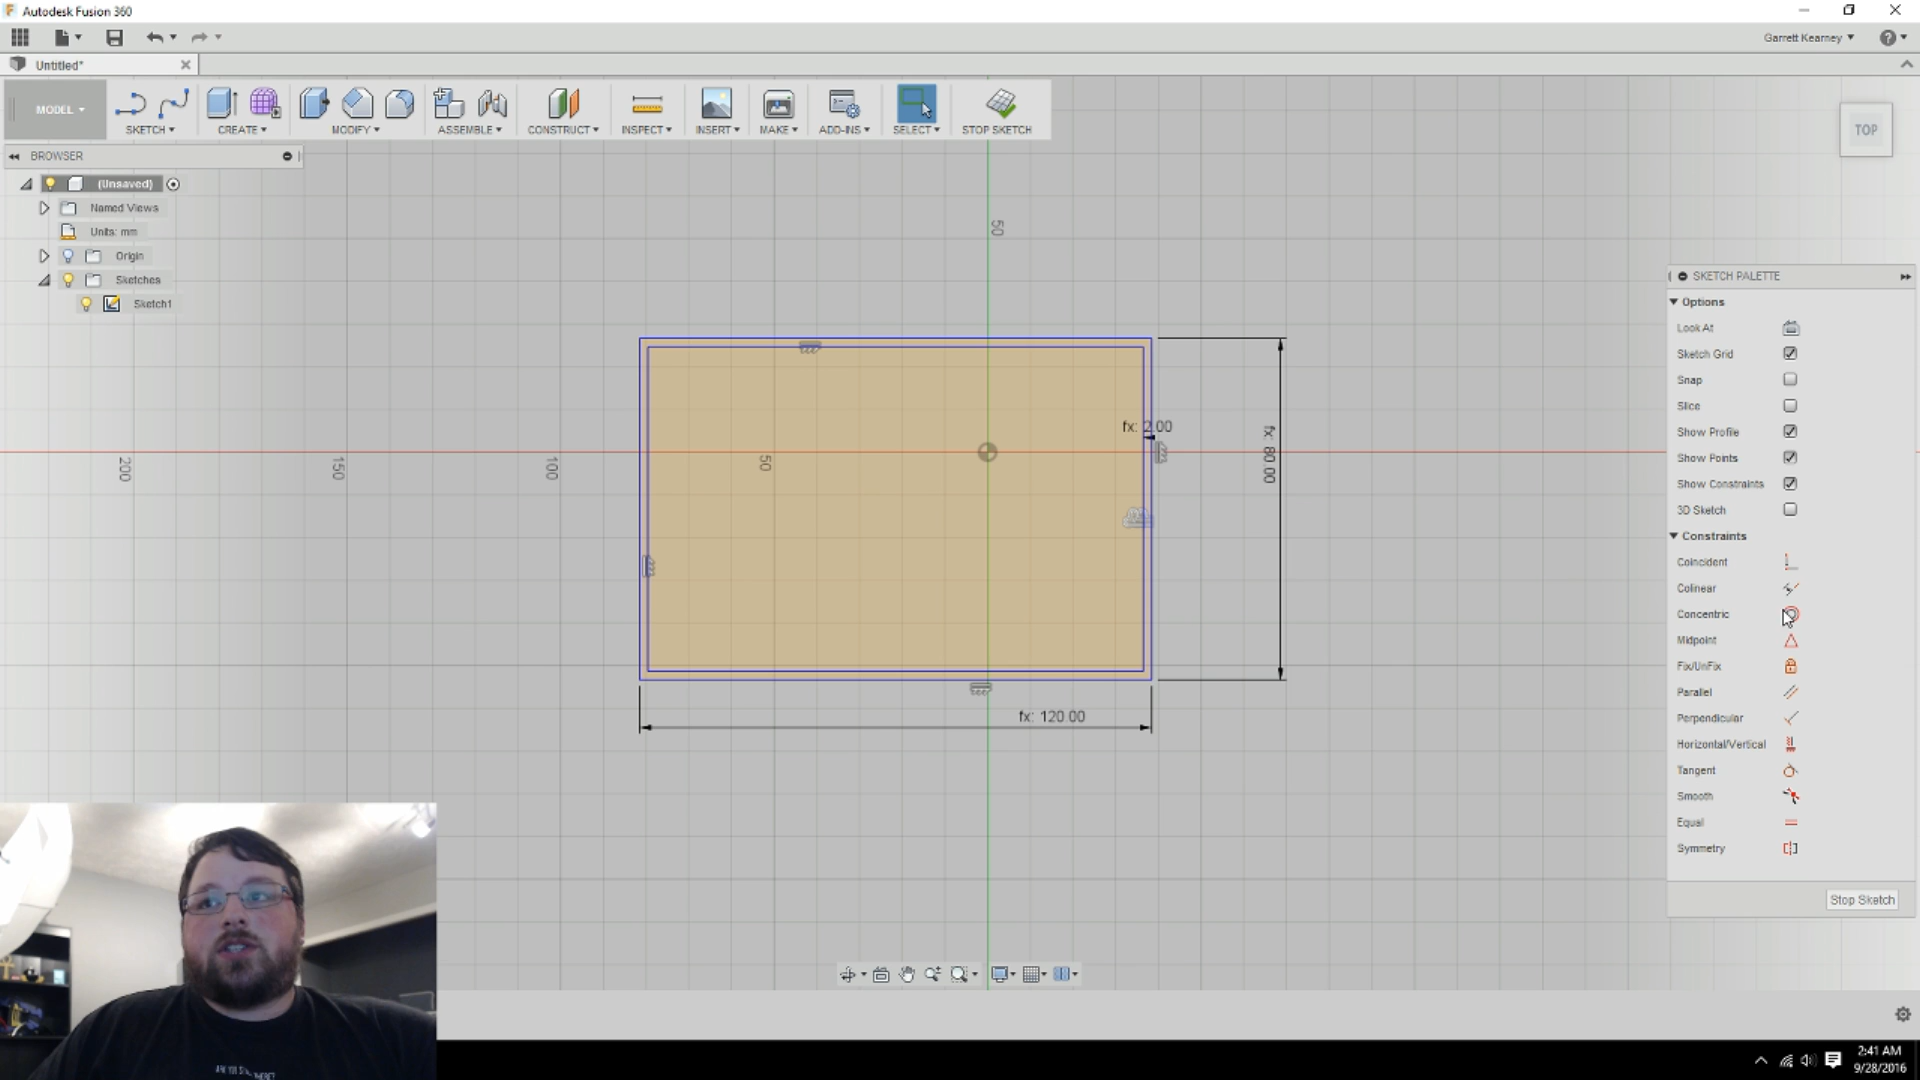 Autodesk Fusion 360
Garrett Kearney
Untitled*
MODEL
SKETCH
CREATE
MODIFY
ASSEMBLE
CONSTRUCT
INSPECT
INSERT
MAKE
ADD-INS
SELECT
STOP SKETCH
TOP
BROWSER
(Unsaved)
Named Views
Units: mm
Origin
Sketches
Sketch1
50
200
150
100
50
fx: 2.00
fx: 80.00
fx: 120.00
SKETCH PALETTE
Options
Look At
Sketch Grid
Snap
Slice
Show Profile
Show Points
Show Constraints
3D Sketch
Constraints
Coincident
Colinear
Concentric
Midpoint
Fix/UnFix
Parallel
Perpendicular
Horizontal/Vertical
Tangent
Smooth
Equal
Symmetry
Stop Sketch
2:41 AM
9/28/2016